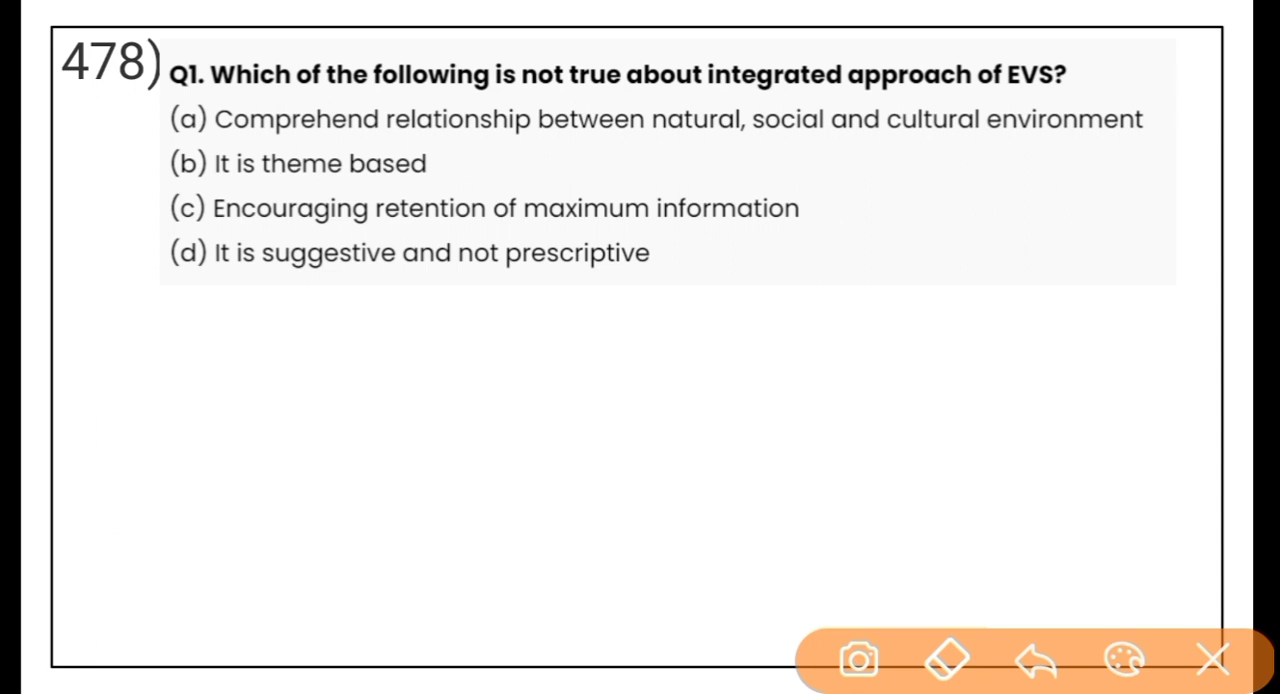 478) Q1. Which of the following is not true about integrated approach of EVS?
(a) Comprehend relationship between natural, social and cultural environment
(b) It is theme based
(c) Encouraging retention of maximum information
(d) It is suggestive and not prescriptive